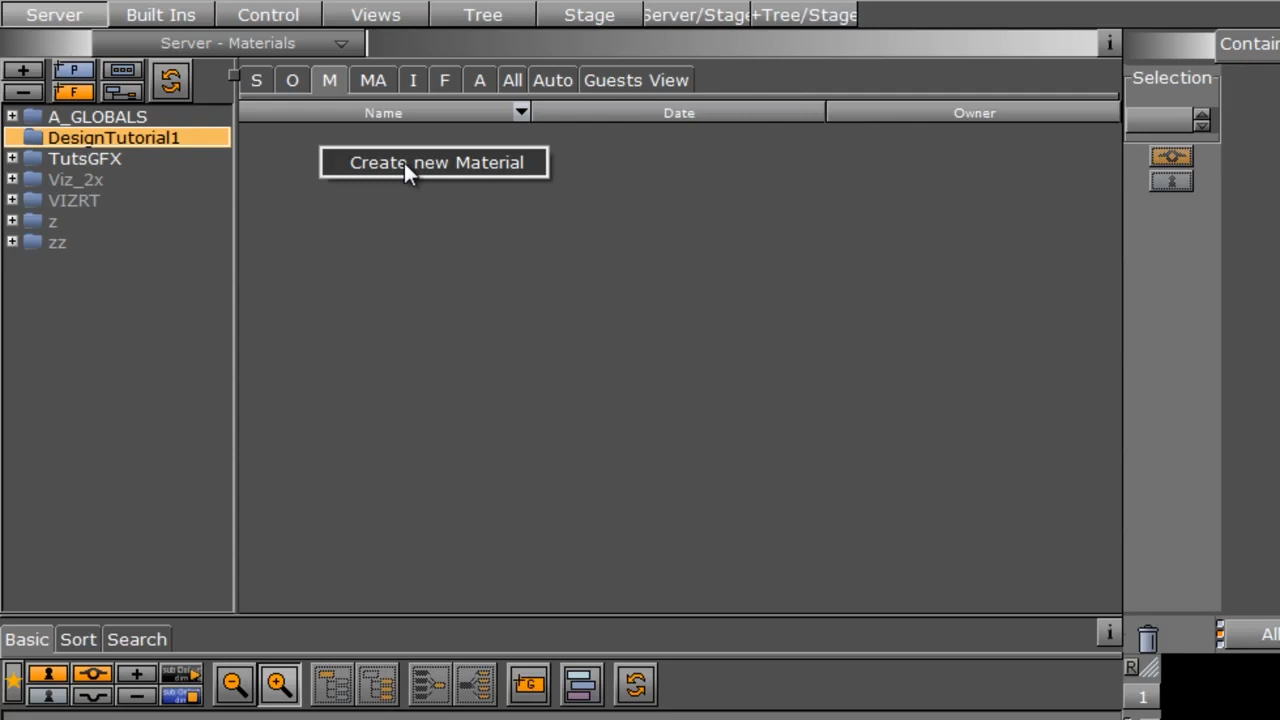 Server Built Ins Control Views Tree Stage Server/Stage +Tree/Stage
Server - Materials i Contai
+ P
- F
S O M MA I F A All Auto Guests View
Selection
Name Date Owner
A_GLOBALS
DesignTutorial1
TutsGFX
Viz_2x
VIZRT
z
zz
Create new Material
Basic Sort Search i
All
R
+ G
- 1